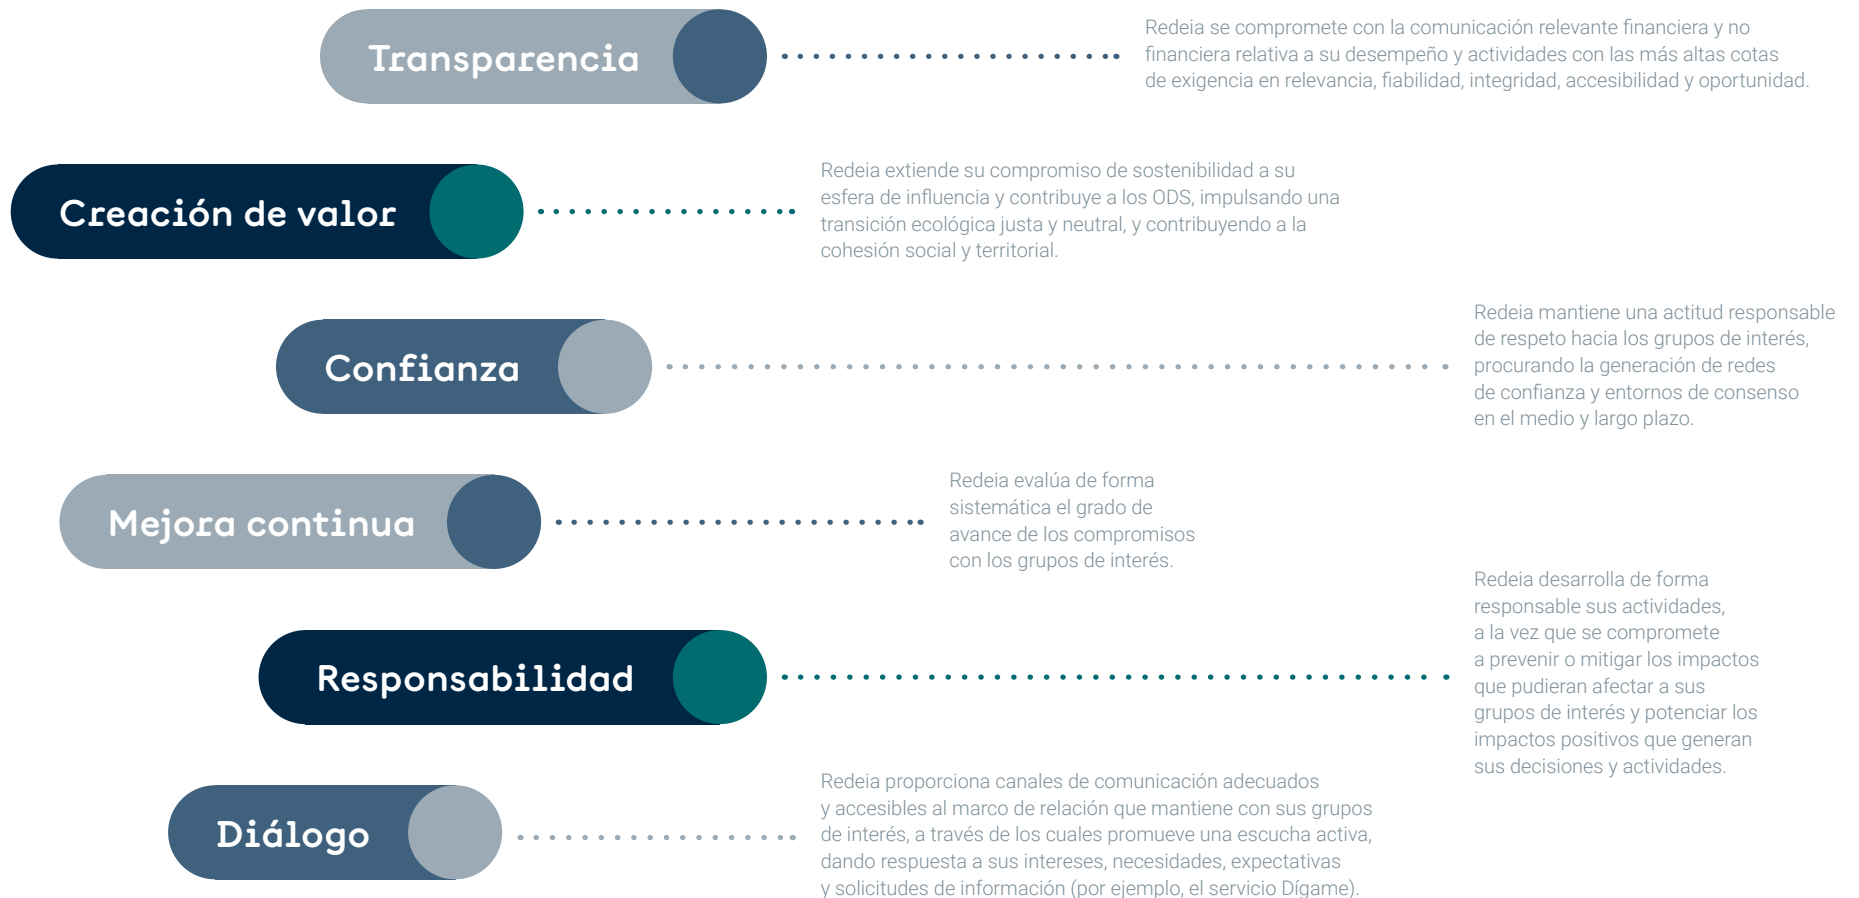 Transparencia
Redeia se compromete con la comunicación relevante financiera y no
financiera relativa a su desempeño y actividades con las más altas cotas
de exigencia en relevancia, fiabilidad, integridad, accesibilidad y oportunidad.
Creación de valor
Redeia extiende su compromiso de sostenibilidad a su
esfera de influencia y contribuye a los ODS, impulsando una
transición ecológica justa y neutral, y contribuyendo a la
cohesión social y territorial.
Confianza
Redeia mantiene una actitud responsable
de respeto hacia los grupos de interés,
procurando la generación de redes
de confianza y entornos de consenso
en el medio y largo plazo.
Mejora continua
Redeia evalúa de forma
sistemática el grado de
avance de los compromisos
con los grupos de interés.
Responsabilidad
Redeia desarrolla de forma
responsable sus actividades,
a la vez que se compromete
a prevenir o mitigar los impactos
que pudieran afectar a sus
grupos de interés y potenciar los
impactos positivos que generan
sus decisiones y actividades.
Diálogo
Redeia proporciona canales de comunicación adecuados
y accesibles al marco de relación que mantiene con sus grupos
de interés, a través de los cuales promueve una escucha activa,
dando respuesta a sus intereses, necesidades, expectativas
y solicitudes de información (por ejemplo, el servicio Dígame).